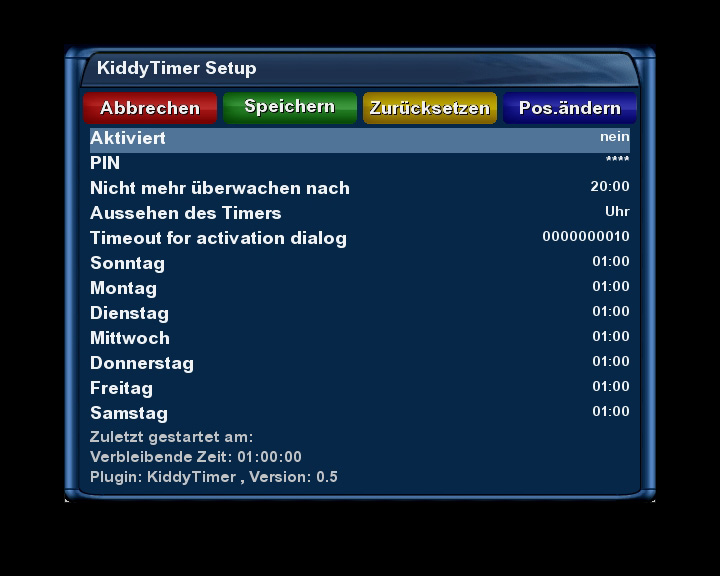 KiddyTimer Setup
Abbrechen Speichern Zurücksetzen Pos.ändern
Aktiviert nein
PIN ****
Nicht mehr überwachen nach 20:00
Aussehen des Timers Uhr
Timeout for activation dialog 0000000010
Sonntag 01:00
Montag 01:00
Dienstag 01:00
Mittwoch 01:00
Donnerstag 01:00
Freitag 01:00
Samstag 01:00
Zuletzt gestartet am:
Verbleibende Zeit: 01:00:00
Plugin: KiddyTimer , Version: 0.5